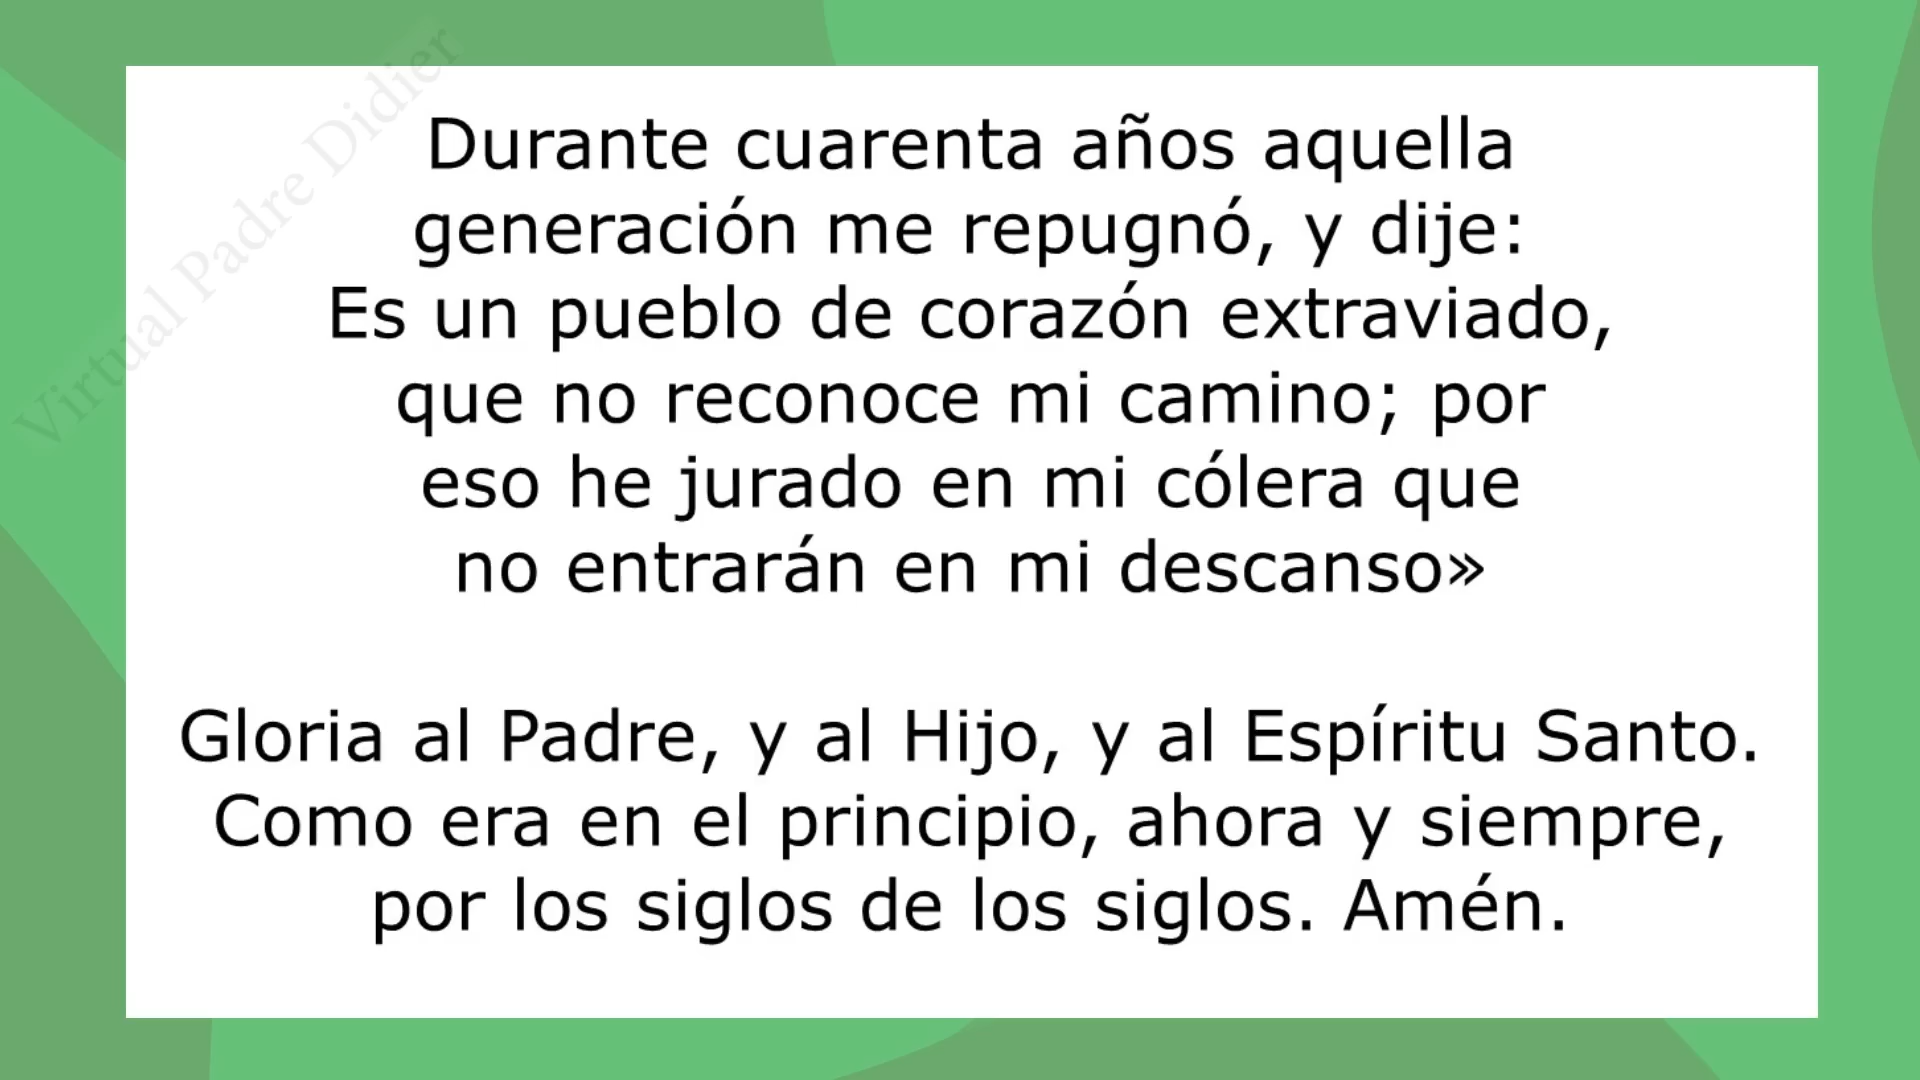 Virtual Padre Didier
Durante cuarenta años aquella
generación me repugnó, y dije:
Es un pueblo de corazón extraviado,
que no reconoce mi camino; por
eso he jurado en mi cólera que
no entrarán en mi descanso»
Gloria al Padre, y al Hijo, y al Espíritu Santo.
Como era en el principio, ahora y siempre,
por los siglos de los siglos. Amén.